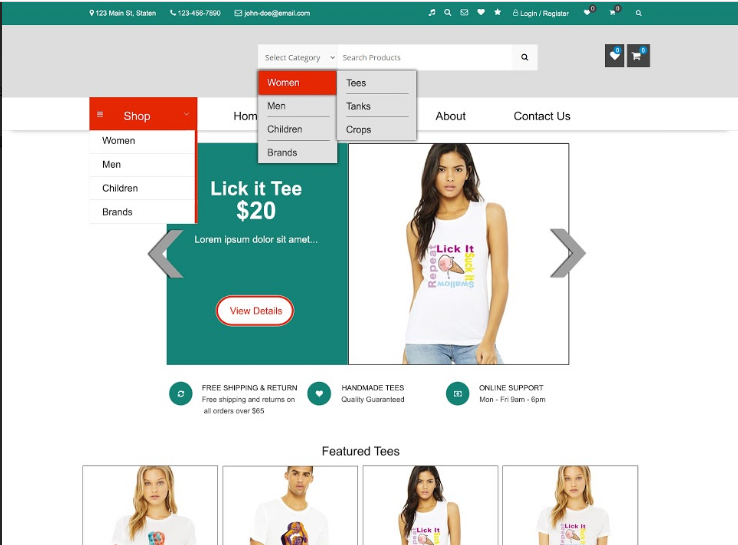 123 Main St, Staten 123-456-7890 john-doe@email.com Login / Register 0 0
Select Category Search Products 0 0
Women Tees
Men Tanks
Children Crops
Brands
Shop Hom About Contact Us
Women
Men
Children
Brands
Lick it Tee
$20
Lorem ipsum dolor sit amet...
View Details
Lick It
Suck It
Swallow
Repeat
FREE SHIPPING & RETURN
Free shipping and returns on
all orders over $65
HANDMADE TEES
Quality Guaranteed
ONLINE SUPPORT
Mon - Fri 9am - 6pm
Featured Tees
Lick It
Lick It